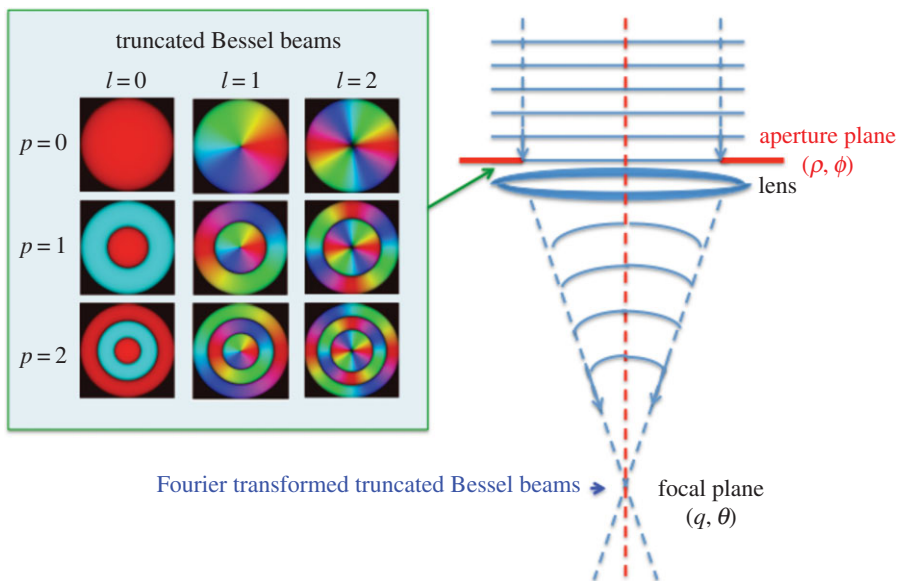 truncated Bessel beams
l = 0 l = 1 l = 2
p = 0
p = 1
p = 2
aperture plane
(ρ, ϕ)
lens
Fourier transformed truncated Bessel beams
focal plane
(q, θ)